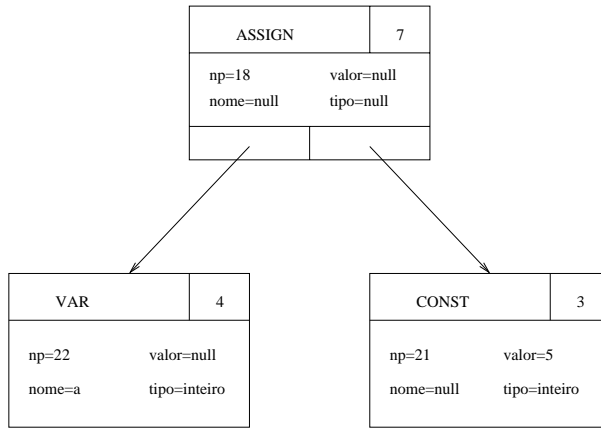 ASSIGN 7
np=18 valor=null
nome=null tipo=null
VAR 4
np=22 valor=null
nome=a tipo=inteiro
CONST 3
np=21 valor=5
nome=null tipo=inteiro